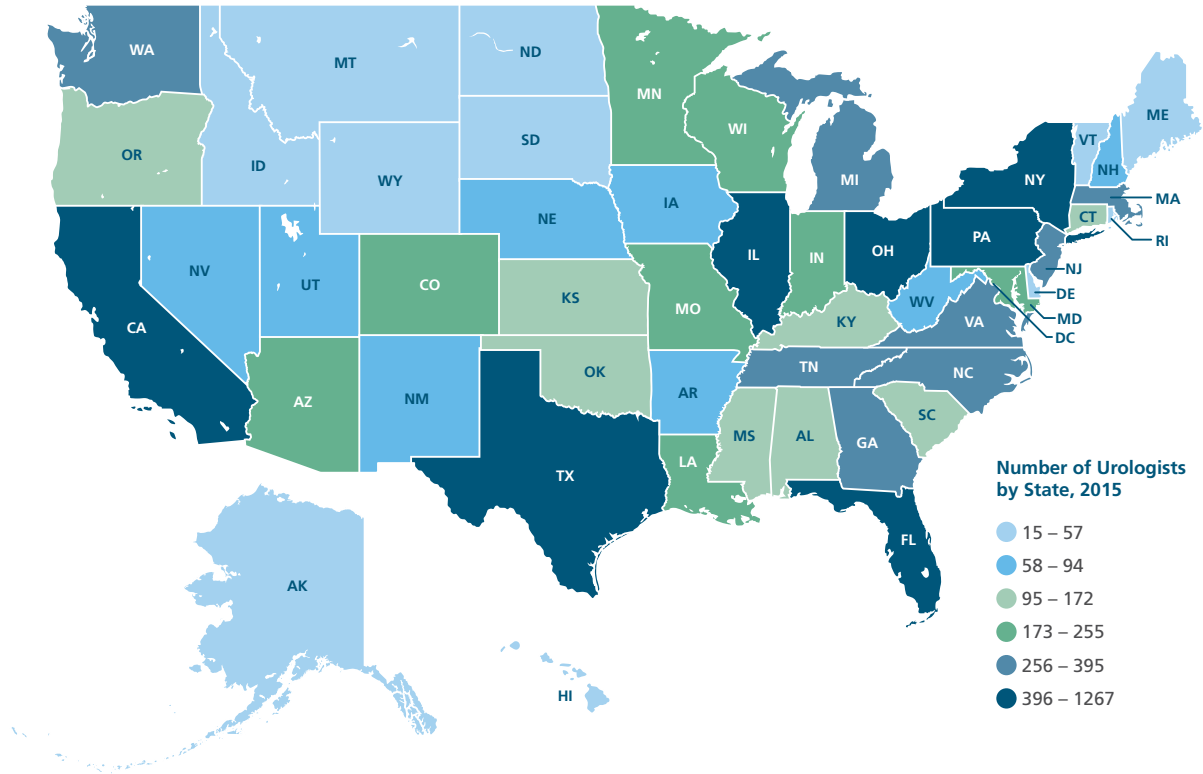 WA
MT
ND
MN
ME
VT
NH
OR
ID
SD
WI
WY
MI
NY
MA
CT
RI
NE
IA
PA
NV
UT
CO
IL
IN
OH
NJ
DE
MD
DC
KS
MO
WV
VA
CA
KY
TN
NC
OK
AZ
NM
AR
SC
MS
AL
GA
LA
TX
FL
AK
HI
Number of Urologists
by State, 2015
15 – 57
58 – 94
95 – 172
173 – 255
256 – 395
396 – 1267